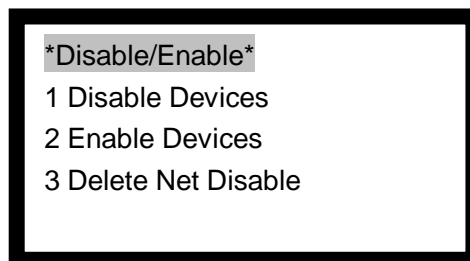 *Disable/Enable*
1 Disable Devices
2 Enable Devices
3 Delete Net Disable